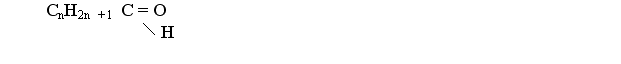 CₙH₂ₙ ₊₁ C = O
H